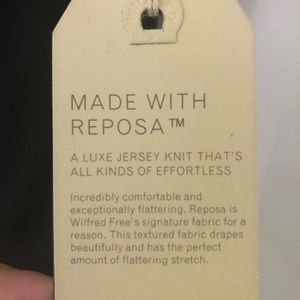 MADE WITH
REPOSA™
A LUXE JERSEY KNIT THAT'S
ALL KINDS OF EFFORTLESS
Incredibly comfortable and
exceptionally flattering, Reposa is
Wilfred Free's signature fabric for a
reason. This textured fabric drapes
beautifully and has the perfect
amount of flattering stretch.